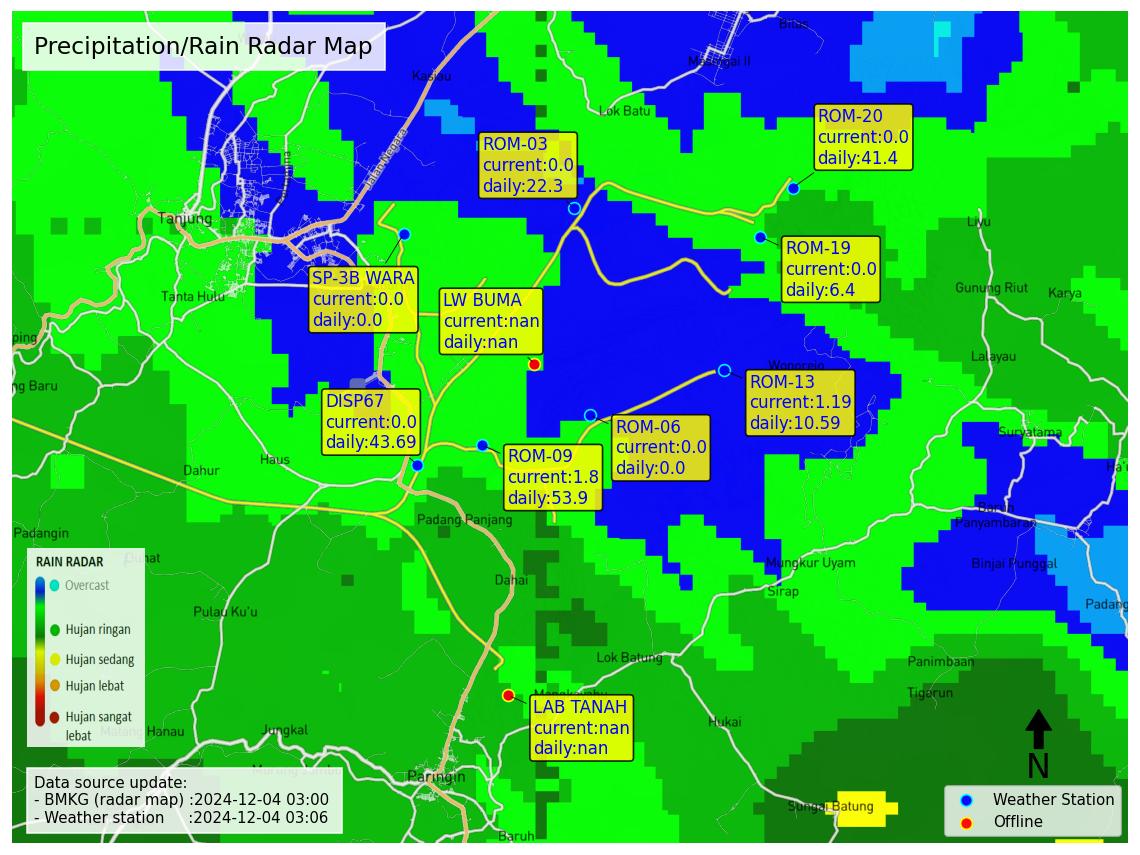 Precipitation/Rain Radar Map
Bilas
Masingai II
Kasiau
Lok Batu
Jalan Negara
ROM-20
current:0.0
daily:41.4
ROM-03
current:0.0
daily:22.3
Tanjung
Liyu
ROM-19
current:0.0
daily:6.4
SP-3B WARA
current:0.0
daily:0.0
LW BUMA
current:nan
daily:nan
Tanta Hulu
Gunung Riut
Karya
ping
Lalayau
Wonorejo
ng Baru
ROM-13
current:1.19
daily:10.59
DISP67
current:0.0
daily:43.69
ROM-06
current:0.0
daily:0.0
Suryatama
ROM-09
current:1.8
daily:53.9
Haus
Dahur
Ha'u
Padang Panjang
Baruh
Panyambaran
Padangin
Mungkur Uyam
Binjai Punggal
RAIN RADAR
Overcast
Hujan ringan
Hujan sedang
Hujan lebat
Hujan sangat
lebat
Dahai
Sirap
Padang
Pulau Ku'u
Lok Batung
Panimbaan
Tigarun
LAB TANAH
current:nan
daily:nan
Hukai
Jungkal
N
Paringin
Data source update:
- BMKG (radar map) :2024-12-04 03:00
- Weather station :2024-12-04 03:06
Sungai Batung
Weather Station
Offline
Baruh